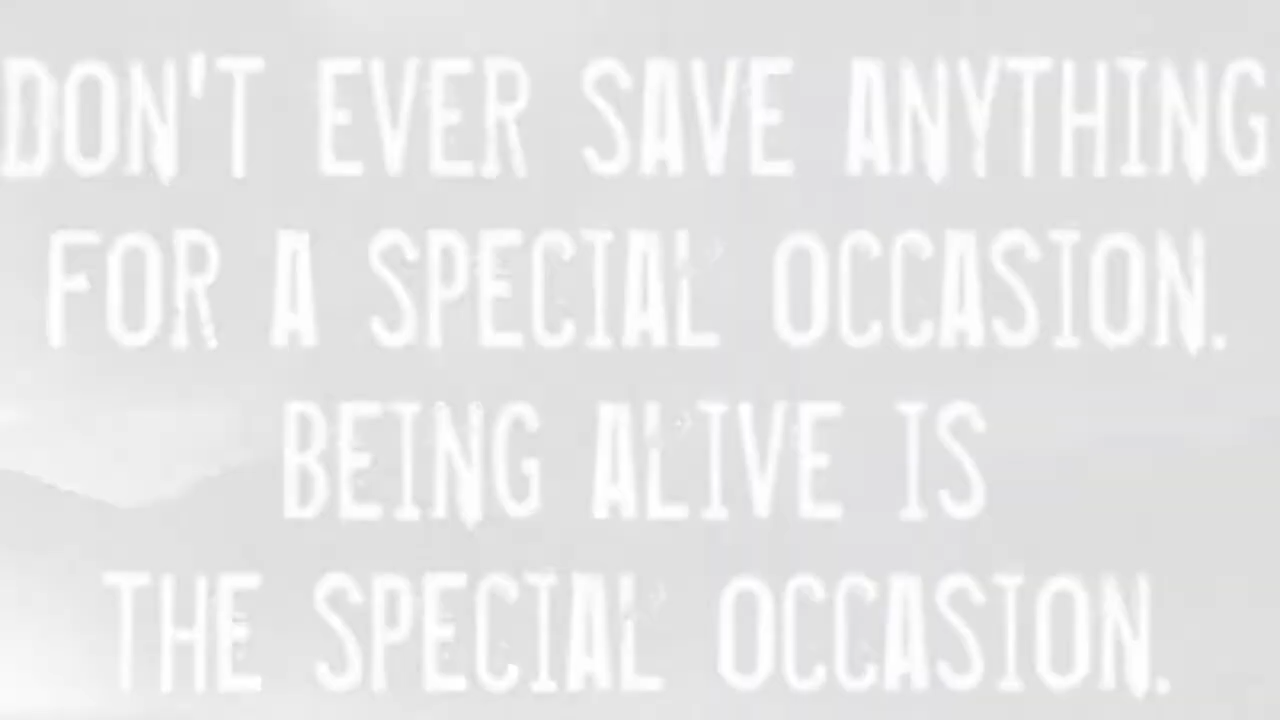 DON'T EVER SAVE ANYTHING
FOR A SPECIAL OCCASION.
BEING ALIVE IS
THE SPECIAL OCCASION.